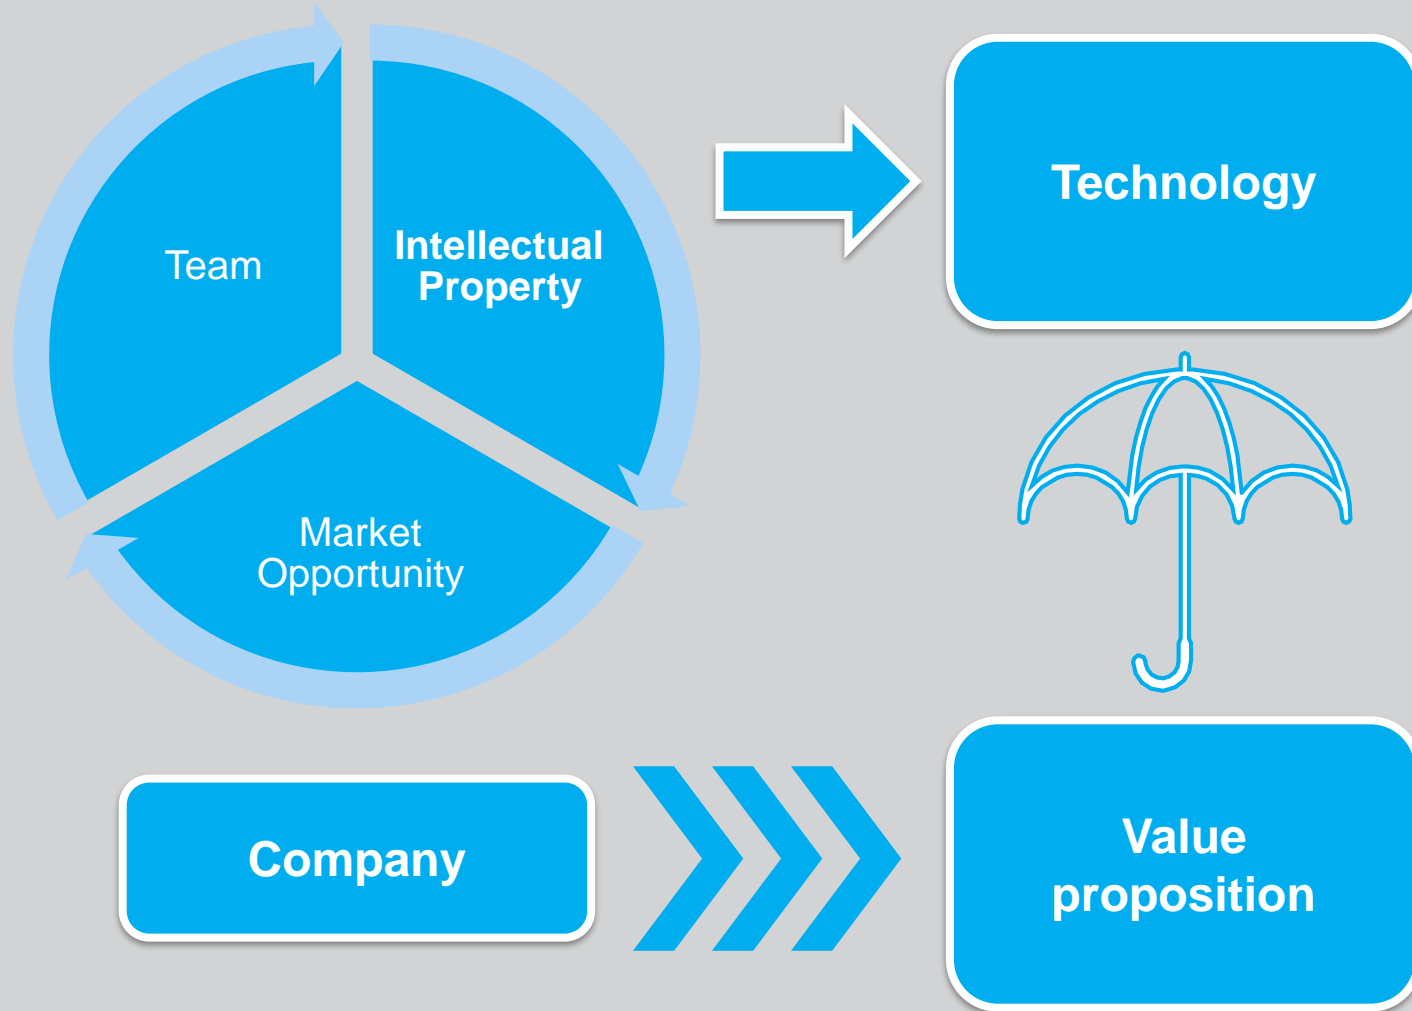 Team
Intellectual
Property
Market
Opportunity
Technology
Company
Value
proposition